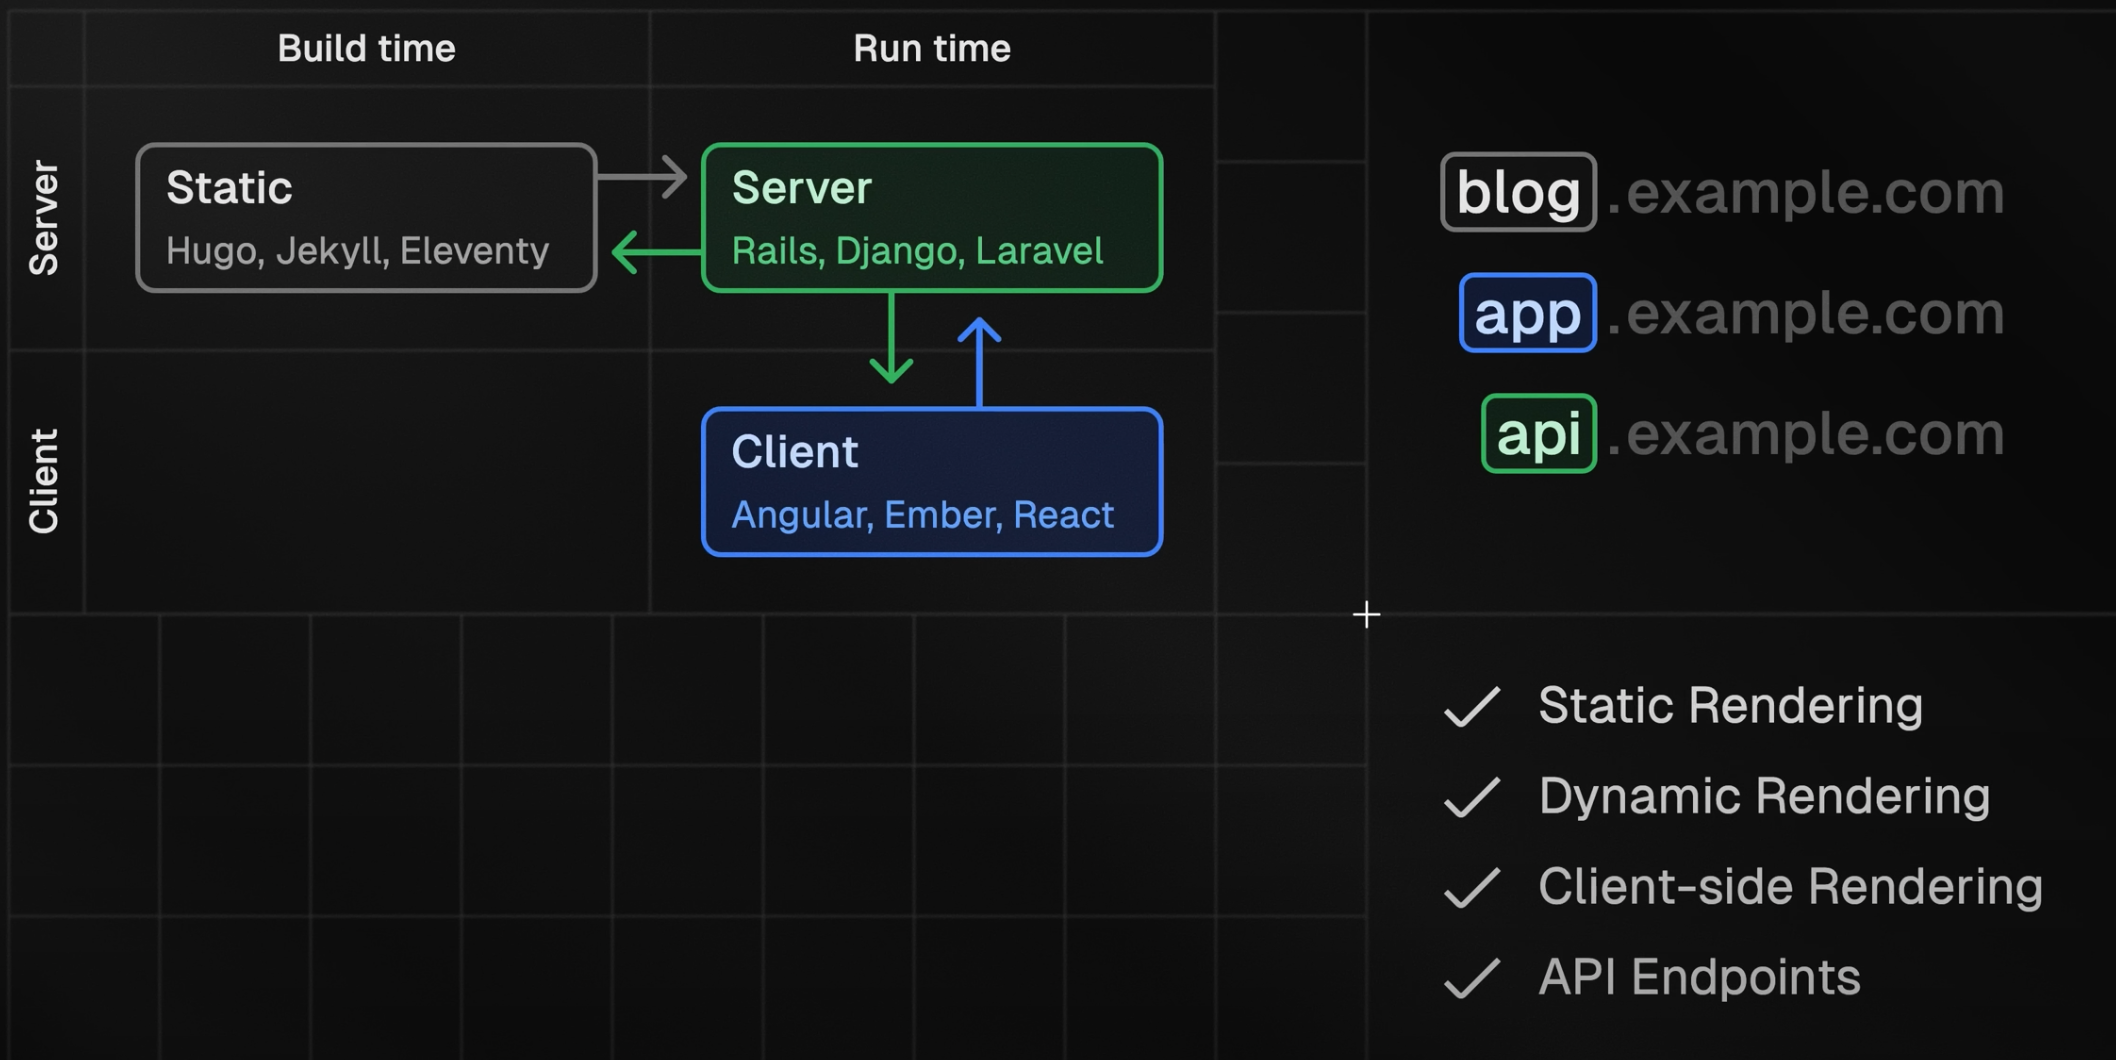 Build time
Run time
Server
Static
Hugo, Jekyll, Eleventy
Server
Rails, Django, Laravel
Client
Client
Angular, Ember, React
blog.example.com
app.example.com
api.example.com
Static Rendering
Dynamic Rendering
Client-side Rendering
API Endpoints